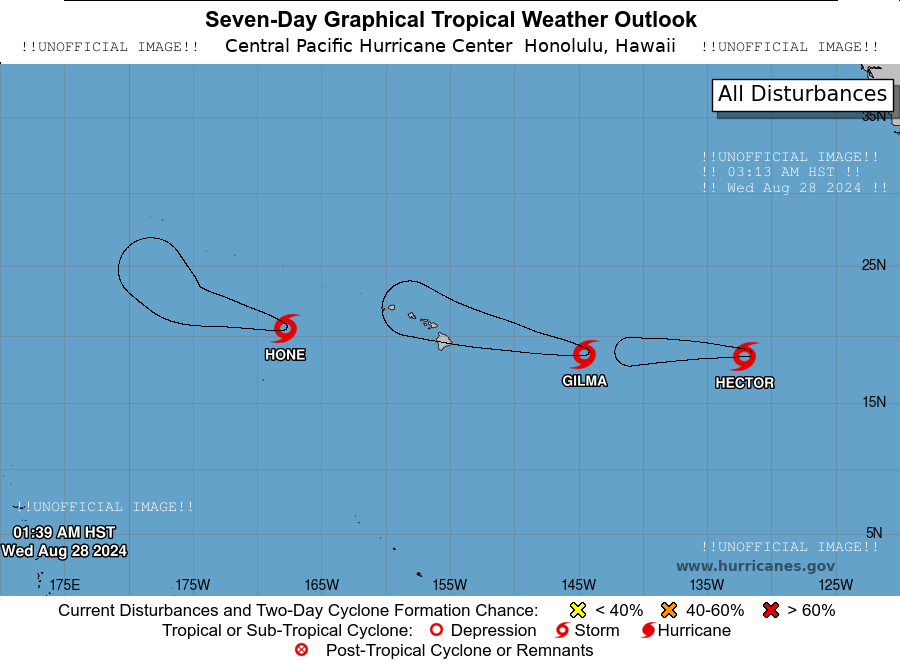 Seven-Day Graphical Tropical Weather Outlook
!!UNOFFICIAL IMAGE!! Central Pacific Hurricane Center Honolulu, Hawaii !!UNOFFICIAL IMAGE!!
All Disturbances
35N
!!UNOFFICIAL IMAGE!!
!! 03:13 AM HST !!
!! Wed Aug 28 2024 !!
25N
HONE
GILMA
HECTOR
15N
!!UNOFFICIAL IMAGE!!
01:39 AM HST
Wed Aug 28 2024
5N
!!UNOFFICIAL IMAGE!!
www.hurricanes.gov
175E 175W 165W 155W 145W 135W 125W
Current Disturbances and Two-Day Cyclone Formation Chance: < 40% 40-60% > 60%
Tropical or Sub-Tropical Cyclone: Depression Storm Hurricane
Post-Tropical Cyclone or Remnants